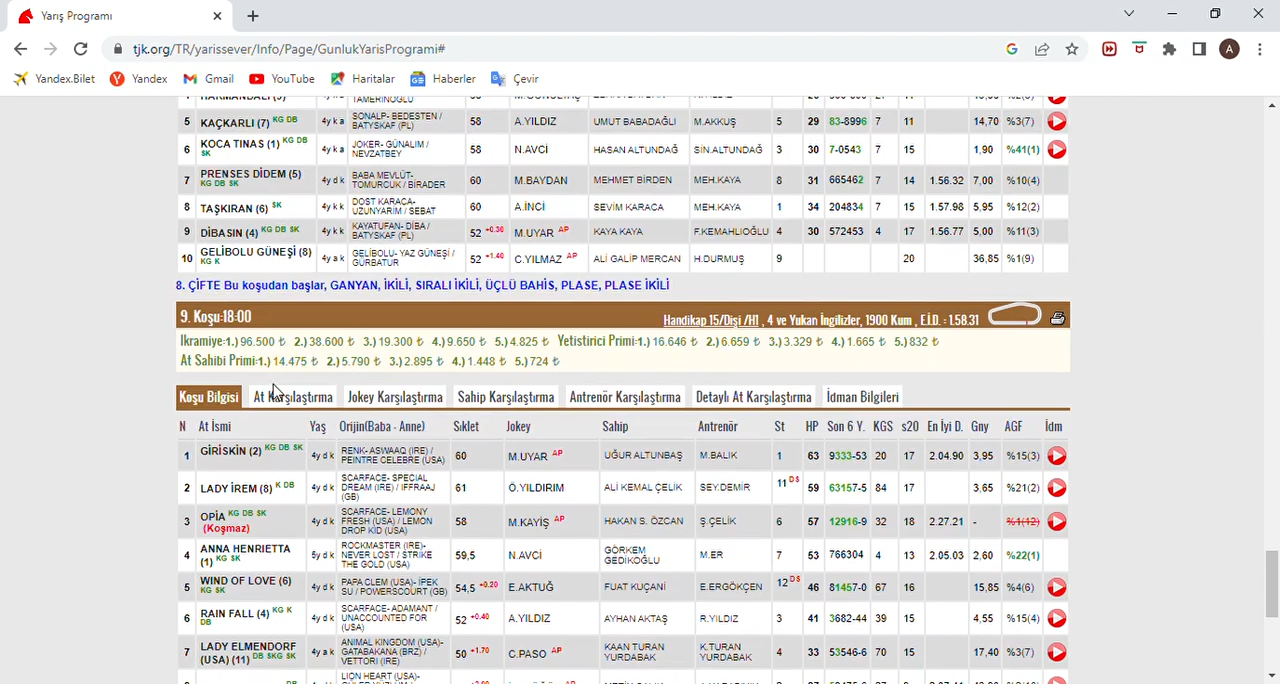 Yarış Programı
tjk.org/TR/yarissever/Info/Page/GunlukYarisProgrami#
A
Yandex.Bilet Yandex Gmail YouTube Haritalar Haberler Çevir
5 KAÇKARLI (7) KG DB 4y k a SONALP- BEDESTEN / BATYSKAF (PL) 58 A.YILDIZ UMUT BABADAĞLI M.AKKUŞ 5 29 83-8996 7 11 14,70 %3(7)
6 KOCA TINAS (1) KG DB SK 4y k a JOKER- GÜNALIM / NEVZATBEY 58 N.AVCİ HASAN ALTUNDAĞ SİN.ALTUNDAĞ 3 30 7-0543 7 15 1,90 %41(1)
7 PRENSES DİDEM (5) KG DB SK 4y d k BABA MEVLÜT- TOMURCUK / BİRADER 60 M.BAYDAN MEHMET BİRDEN MEH.KAYA 8 31 665462 7 14 1.56.32 7,00 %10(4)
8 TAŞKIRAN (6) SK 4y k k DOST KARACA- UZUNYARIM / SEBAT 60 A.İNCİ SEVİM KARACA MEH.KAYA 1 34 204834 7 15 1.57.98 5,95 %12(2)
9 DİBASIN (4) KG DB SK 4y k k KAYATUFAN- DİBA / BATYSKAF (PL) 52 +0.30 M.UYAR AP KAYA KAYA F.KEMAHLIOĞLU 4 30 572453 4 17 1.56.77 5,00 %11(3)
10 GELİBOLU GÜNEŞİ (8) KG K 4y a k GELİBOLU- YAZ GÜNEŞİ / GÜRBATUR 52 +1.40 C.YILMAZ AP ALİ GALİP MERCAN H.DURMUŞ 9 20 36,85 %1(9)
8. ÇİFTE Bu koşudan başlar, GANYAN, İKİLİ, SIRALI İKİLİ, ÜÇLÜ BAHİS, PLASE, PLASE İKİLİ
9. Koşu:18:00 Handikap 15/Dişi /H1 , 4 ve Yukarı İngilizler, 1900 Kum , E.İ.D. : 1.58.31
Ikramiye:1.) 96.500 ₺ 2.) 38.600 ₺ 3.) 19.300 ₺ 4.) 9.650 ₺ 5.) 4.825 ₺ Yetistirici Primi:1.) 16.646 ₺ 2.) 6.659 ₺ 3.) 3.329 ₺ 4.) 1.665 ₺ 5.) 832 ₺
At Sahibi Primi:1.) 14.475 ₺ 2.) 5.790 ₺ 3.) 2.895 ₺ 4.) 1.448 ₺ 5.) 724 ₺
Koşu Bilgisi At Karşılaştırma Jokey Karşılaştırma Sahip Karşılaştırma Antrenör Karşılaştırma Detaylı At Karşılaştırma İdman Bilgileri
N At İsmi Yaş Orijin(Baba - Anne) Sıklet Jokey Sahip Antrenör St HP Son 6 Y. KGS s20 En İyi D. Gny AGF İdm
1 GİRİSKİN (2) KG DB SK 4y d k RENK- ASWAAQ (IRE) / PEINTRE CELEBRE (USA) 60 M.UYAR AP UĞUR ALTUNBAŞ M.BALIK 1 63 9333-53 20 17 2.04.90 3,95 %15(3)
2 LADY İREM (8) K DB 4y d k SCARFACE- SPECIAL DREAM (IRE) / IFFRAAJ (GB) 61 Ö.YILDIRIM ALİ KEMAL ÇELİK SEY.DEMİR 11 DS 59 63157-5 84 17 3,65 %21(2)
3 OPİA KG DB SK (Koşmaz) 4y d k SCARFACE- LEMONY FRESH (USA) / LEMON DROP KID (USA) 58 M.KAYİŞ AP HAKAN S. ÖZCAN Ş.ÇELİK 6 57 12916-9 32 18 2.27.21 - %1(12)
4 ANNA HENRIETTA (1) KG SK 5y d k ROCKMASTER (IRE)- NEVER LOST / STRIKE THE GOLD (USA) 59,5 N.AVCİ GÖRKEM GEDİKOĞLU M.ER 7 53 766304 4 13 2.05.03 2,60 %22(1)
5 WIND OF LOVE (6) KG SK 4y d k PAPA CLEM (USA)- İPEK SU / POWERSCOURT (GB) 54,5 +0.20 E.AKTUĞ FUAT KUÇANİ E.ERGÖKÇEN 12 DS 46 81457-0 67 16 15,85 %4(6)
6 RAIN FALL (4) KG K DB 4y d k SCARFACE- ADAMANT / UNACCOUNTED FOR (USA) 52 +0.40 A.YILDIZ AYHAN AKTAŞ R.YILDIZ 3 41 3682-44 39 15 4,55 %15(4)
7 LADY ELMENDORF (USA) (11) DB SKG SK 4y a k ANIMAL KINGDOM (USA)- GATABAKANA (BRZ) / VETTORI (IRE) 50 +1.70 C.PASO AP KAAN TURAN YURDABAK K.TURAN YURDABAK 4 33 53546-6 70 15 17,40 %3(7)
LION HEART (USA)-